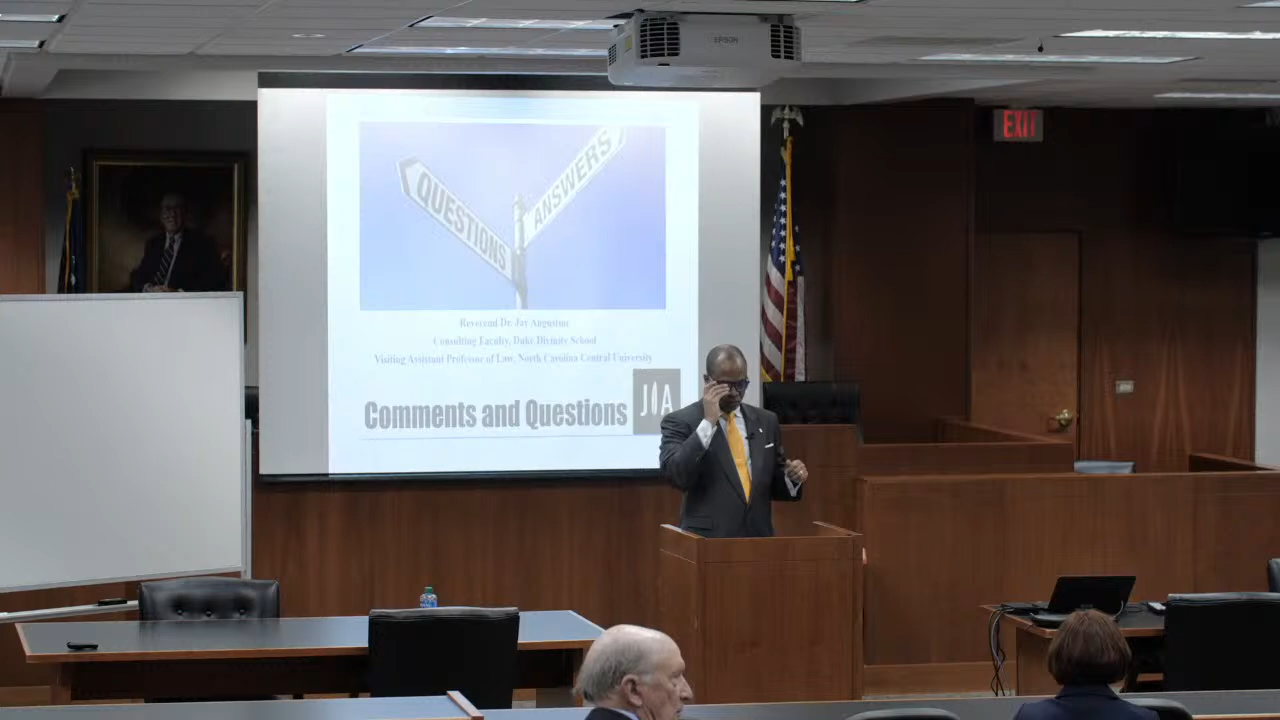 EPSON
EXIT
QUESTIONS
ANSWERS
Reverend Dr. Jay Augustine
Consulting Faculty, Duke Divinity School
Visiting Assistant Professor of Law, North Carolina Central University
JA
Comments and Questions